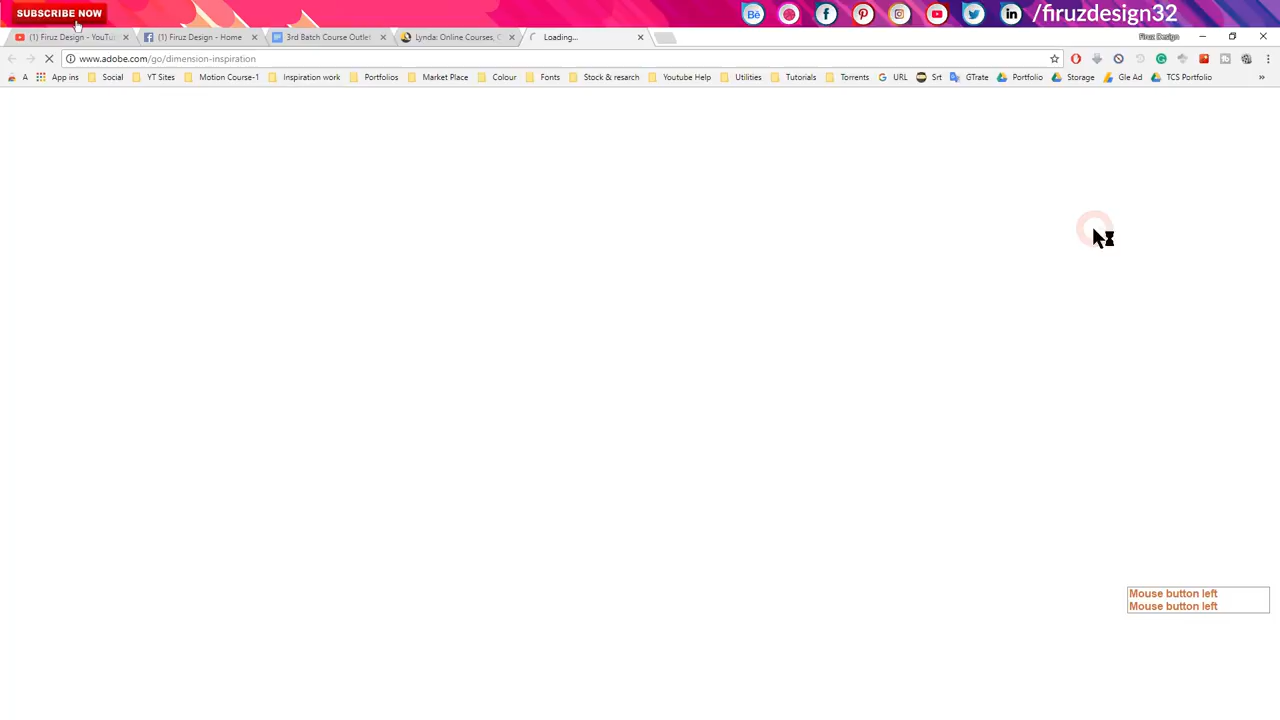 SUBSCRIBE NOW
/firuzdesign32
(1) Firuz Design - YouTu
(1) Firuz Design - Home
3rd Batch Course Outlet
Lynda: Online Courses, C
Loading...
Firuz Design
www.adobe.com/go/dimension-inspiration
A
App ins
Social
YT Sites
Motion Course-1
Inspiration work
Portfolios
Market Place
Colour
Fonts
Stock & resarch
Youtube Help
Utilities
Tutorials
Torrents
URL
Srt
GTrate
Portfolio
Storage
Gle Ad
TCS Portfolio
Mouse button left
Mouse button left